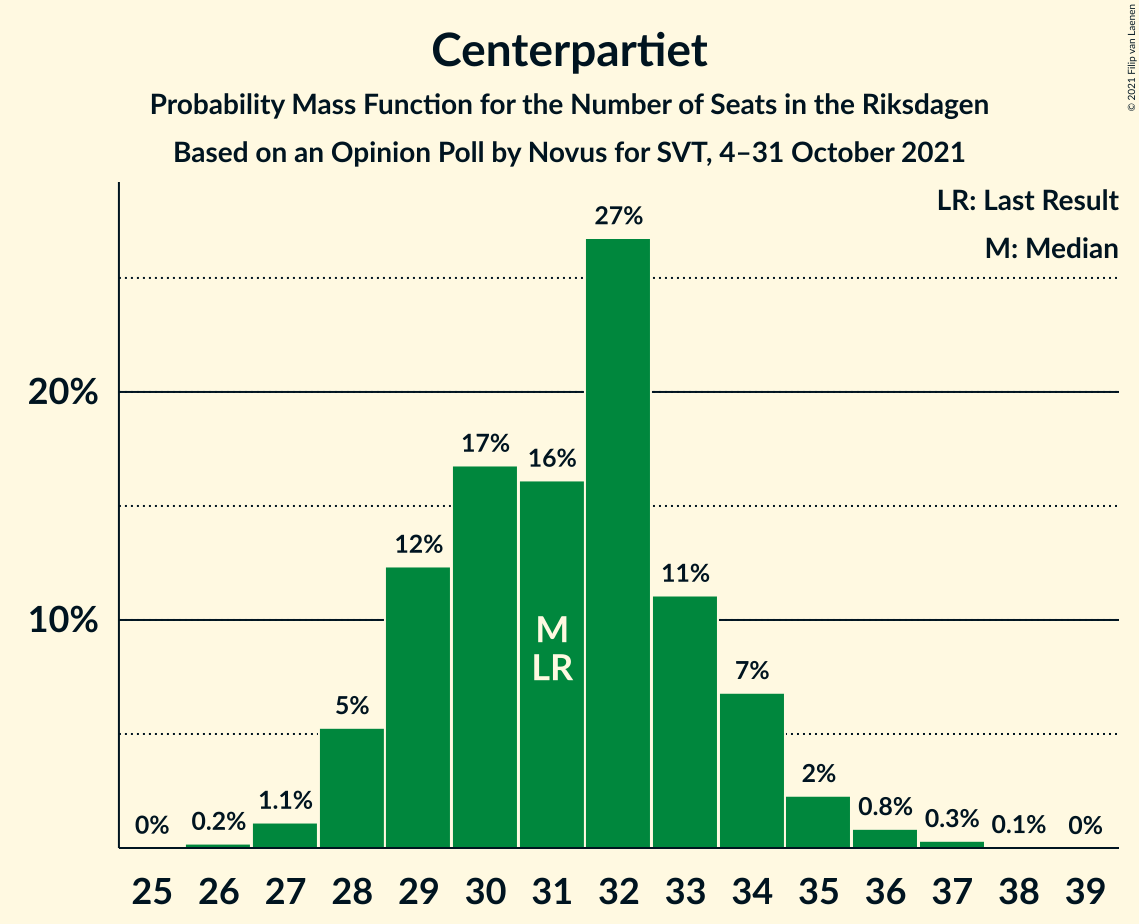 Centerpartiet
Probability Mass Function for the Number of Seats in the Riksdagen
Based on an Opinion Poll by Novus for SVT, 4–31 October 2021
© 2021 Filip van Laenen
LR: Last Result
M: Median
20%
10%
0%
0.2%
1.1%
5%
12%
17%
16%
27%
11%
7%
2%
0.8%
0.3%
0.1%
0%
M
LR
25 26 27 28 29 30 31 32 33 34 35 36 37 38 39